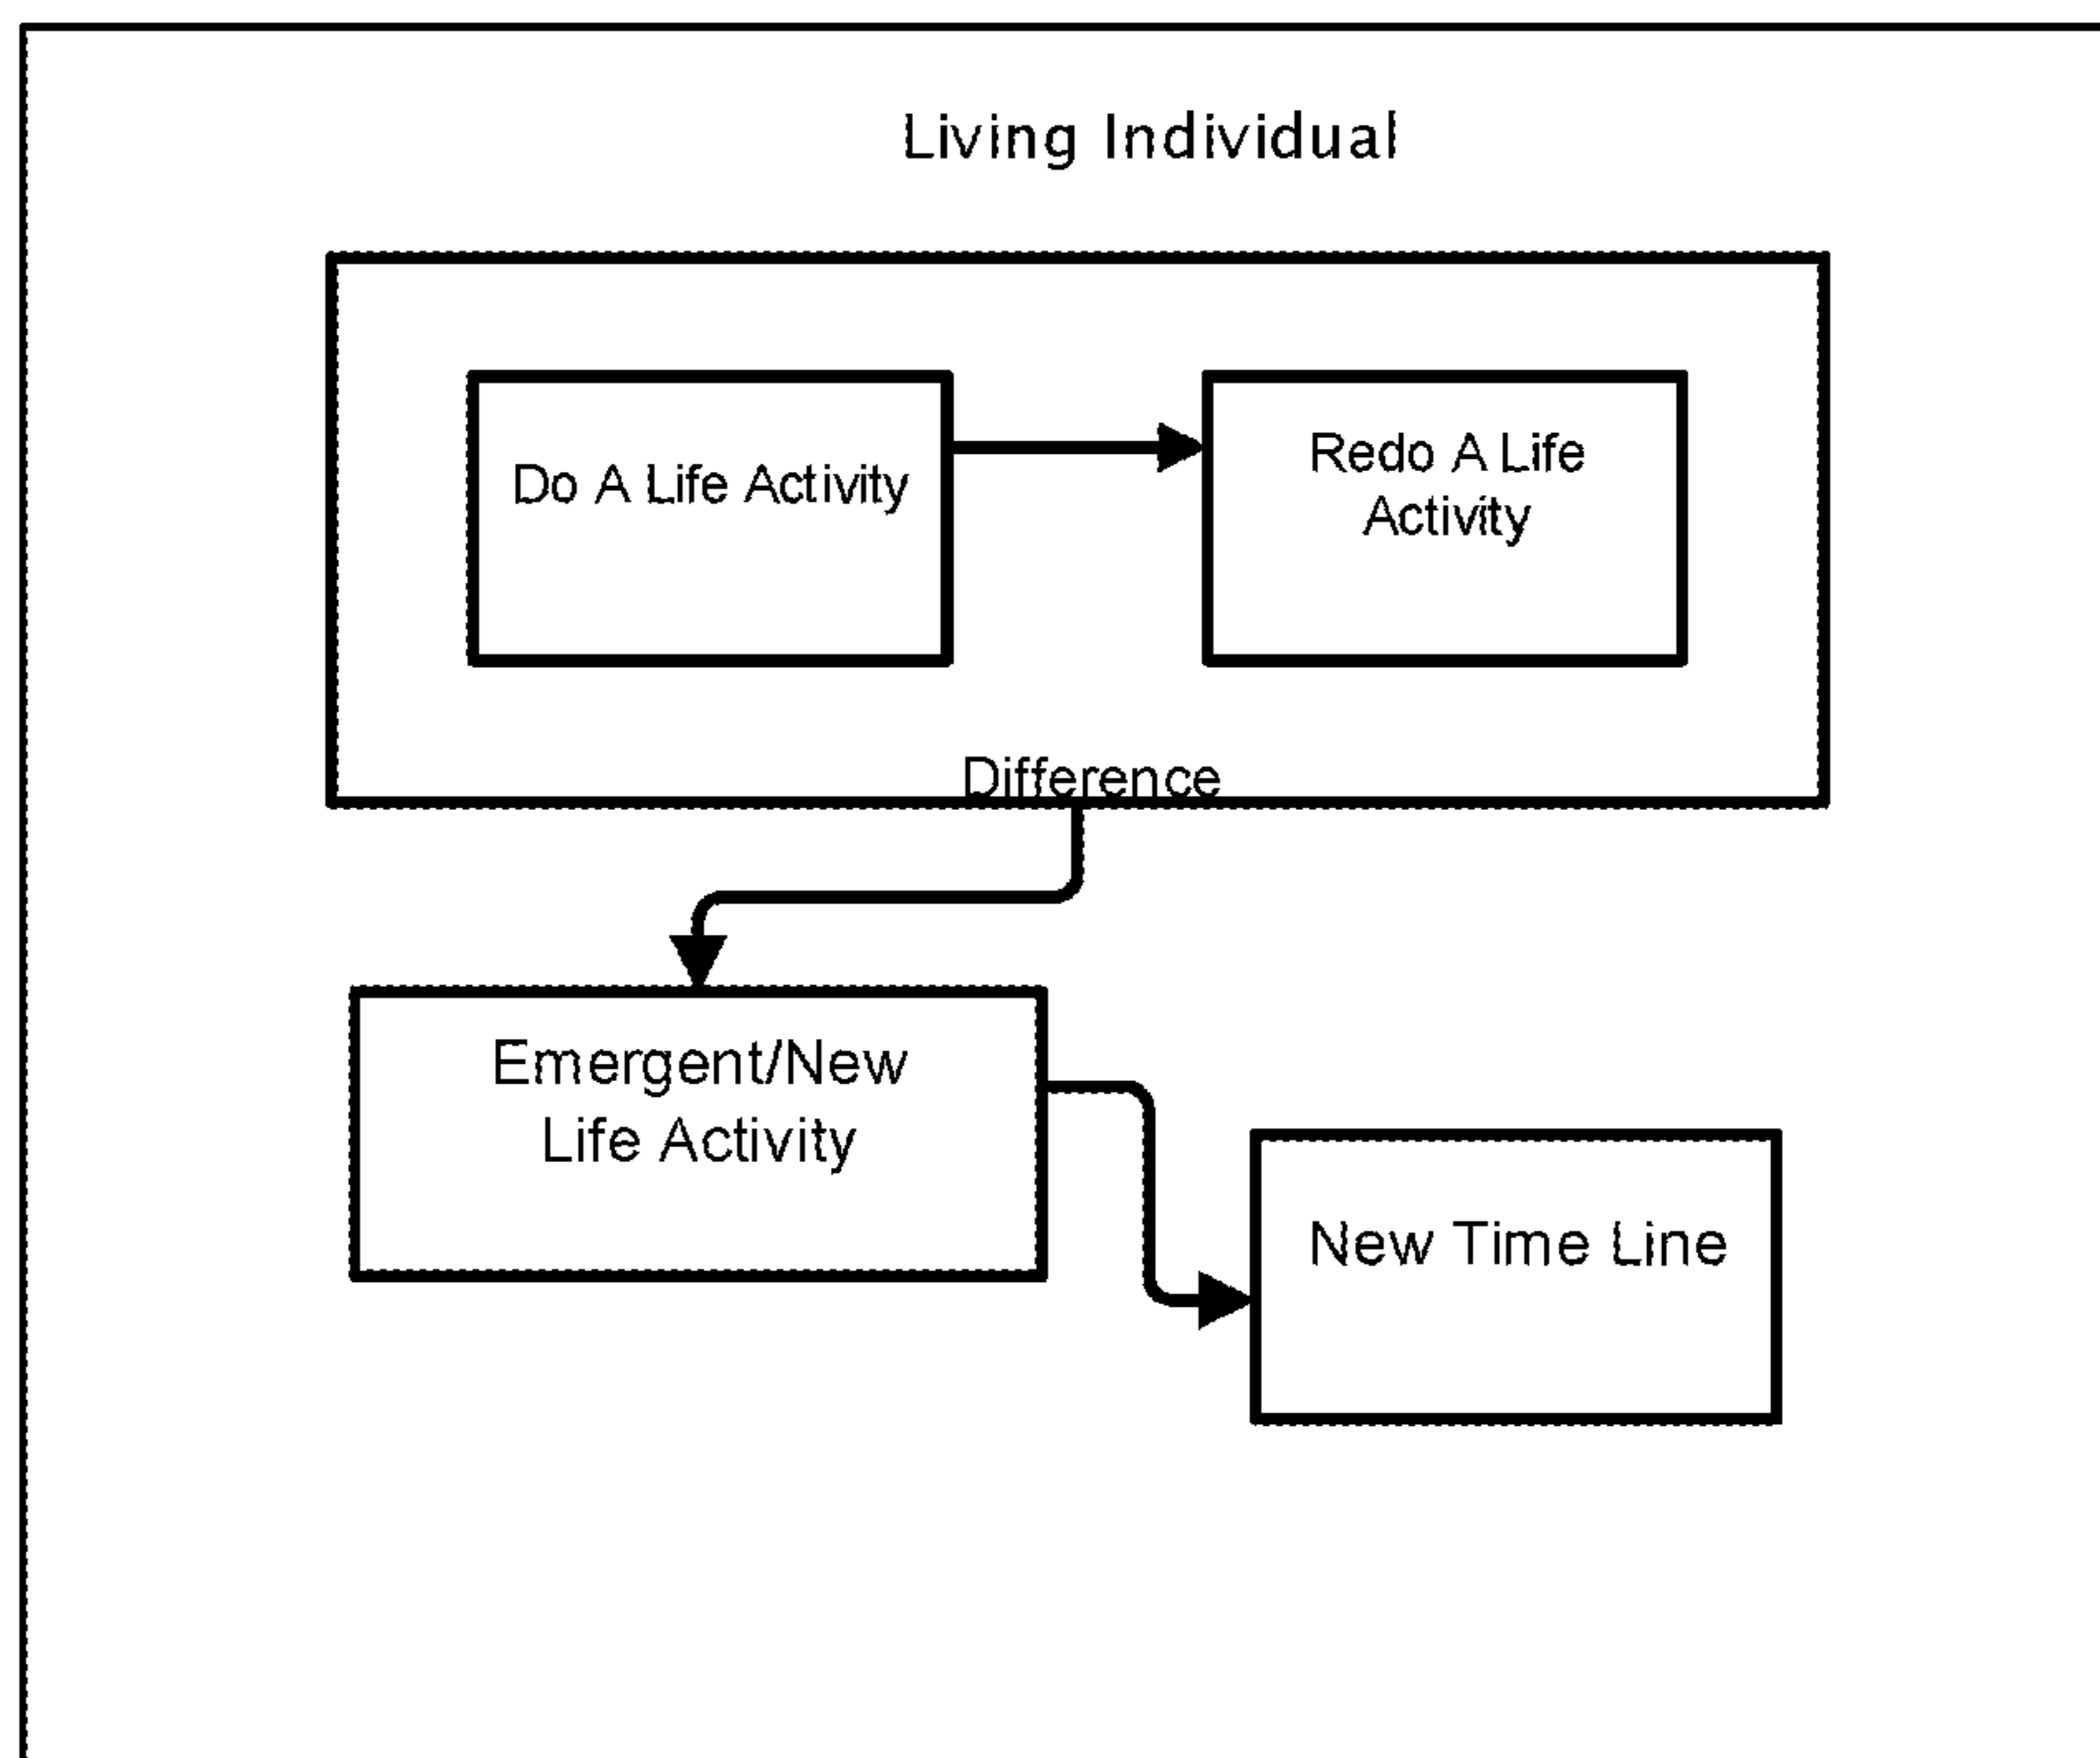 Living Individual
Do A Life Activity
Redo A Life
Activity
Difference
Emergent/New
Life Activity
New Time Line